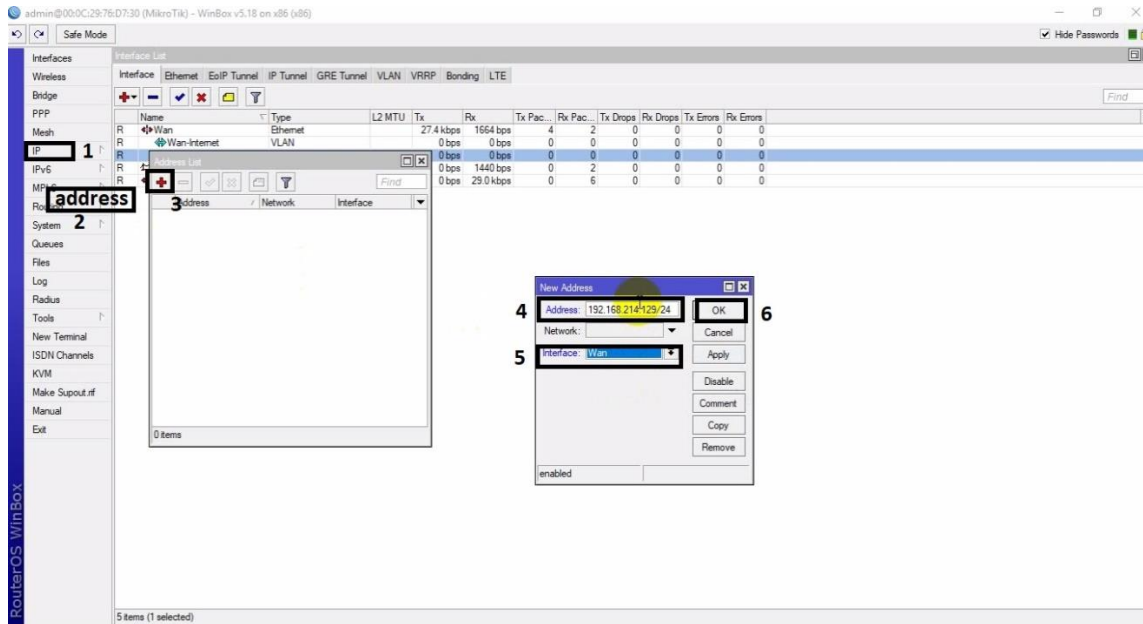 admin@00:0C:29:76:D7:30 (MikroTik) - WinBox v5.18 on x86 (x86)
Safe Mode
Hide Passwords
Interfaces
Wireless
Bridge
PPP
Mesh
IP
1
IPv6
address
2
System
Queues
Files
Log
Radius
Tools
New Terminal
ISDN Channels
KVM
Make Supout.rif
Manual
Exit
RouterOS WinBox
Interface List
Interface Ethernet EoIP Tunnel IP Tunnel GRE Tunnel VLAN VRRP Bonding LTE
Find
Name Type L2 MTU Tx Rx Tx Pac... Rx Pac... Tx Drops Rx Drops Tx Errors Rx Errors
R Wan Ethernet 27.4 kbps 1664 bps 4 2 0 0 0 0
R Wan-Internet VLAN 0 bps 0 bps 0 0 0 0 0 0
R 0 bps 0 bps 0 0 0 0 0 0
R 0 bps 1440 bps 0 2 0 0 0 0
R 0 bps 29.0 kbps 0 6 0 0 0 0
Address List
Find
3
Address Network Interface
0 items
New Address
4
Address: 192.168.214.129/24
OK
6
Network:
Cancel
5
Interface: Wan
Apply
Disable
Comment
Copy
Remove
enabled
5 items (1 selected)